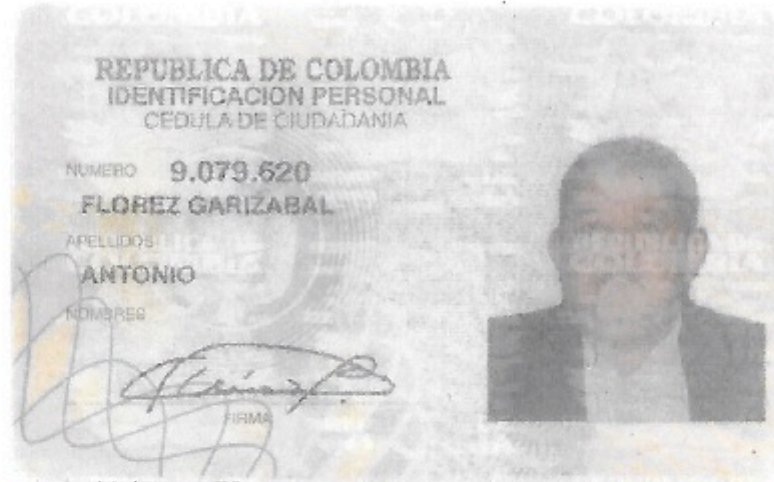 REPUBLICA DE COLOMBIA
IDENTIFICACION PERSONAL
CEDULA DE CIUDADANIA
NUMERO 9.079.620
FLOREZ GARIZABAL
APELLIDOS
ANTONIO
NOMBRES
FIRMA